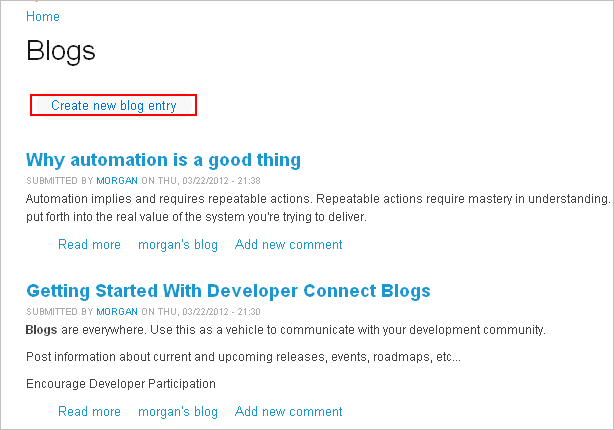 Home
Blogs
Create new blog entry
Why automation is a good thing
SUBMITTED BY MORGAN ON THU, 03/22/2012 - 21:38
Automation implies and requires repeatable actions. Repeatable actions require mastery in understanding.
put forth into the real value of the system you're trying to deliver.
Read more morgan's blog Add new comment
Getting Started With Developer Connect Blogs
SUBMITTED BY MORGAN ON THU, 03/22/2012 - 21:30
Blogs are everywhere. Use this as a vehicle to communicate with your development community.
Post information about current and upcoming releases, events, roadmaps, etc...
Encourage Developer Participation
Read more morgan's blog Add new comment